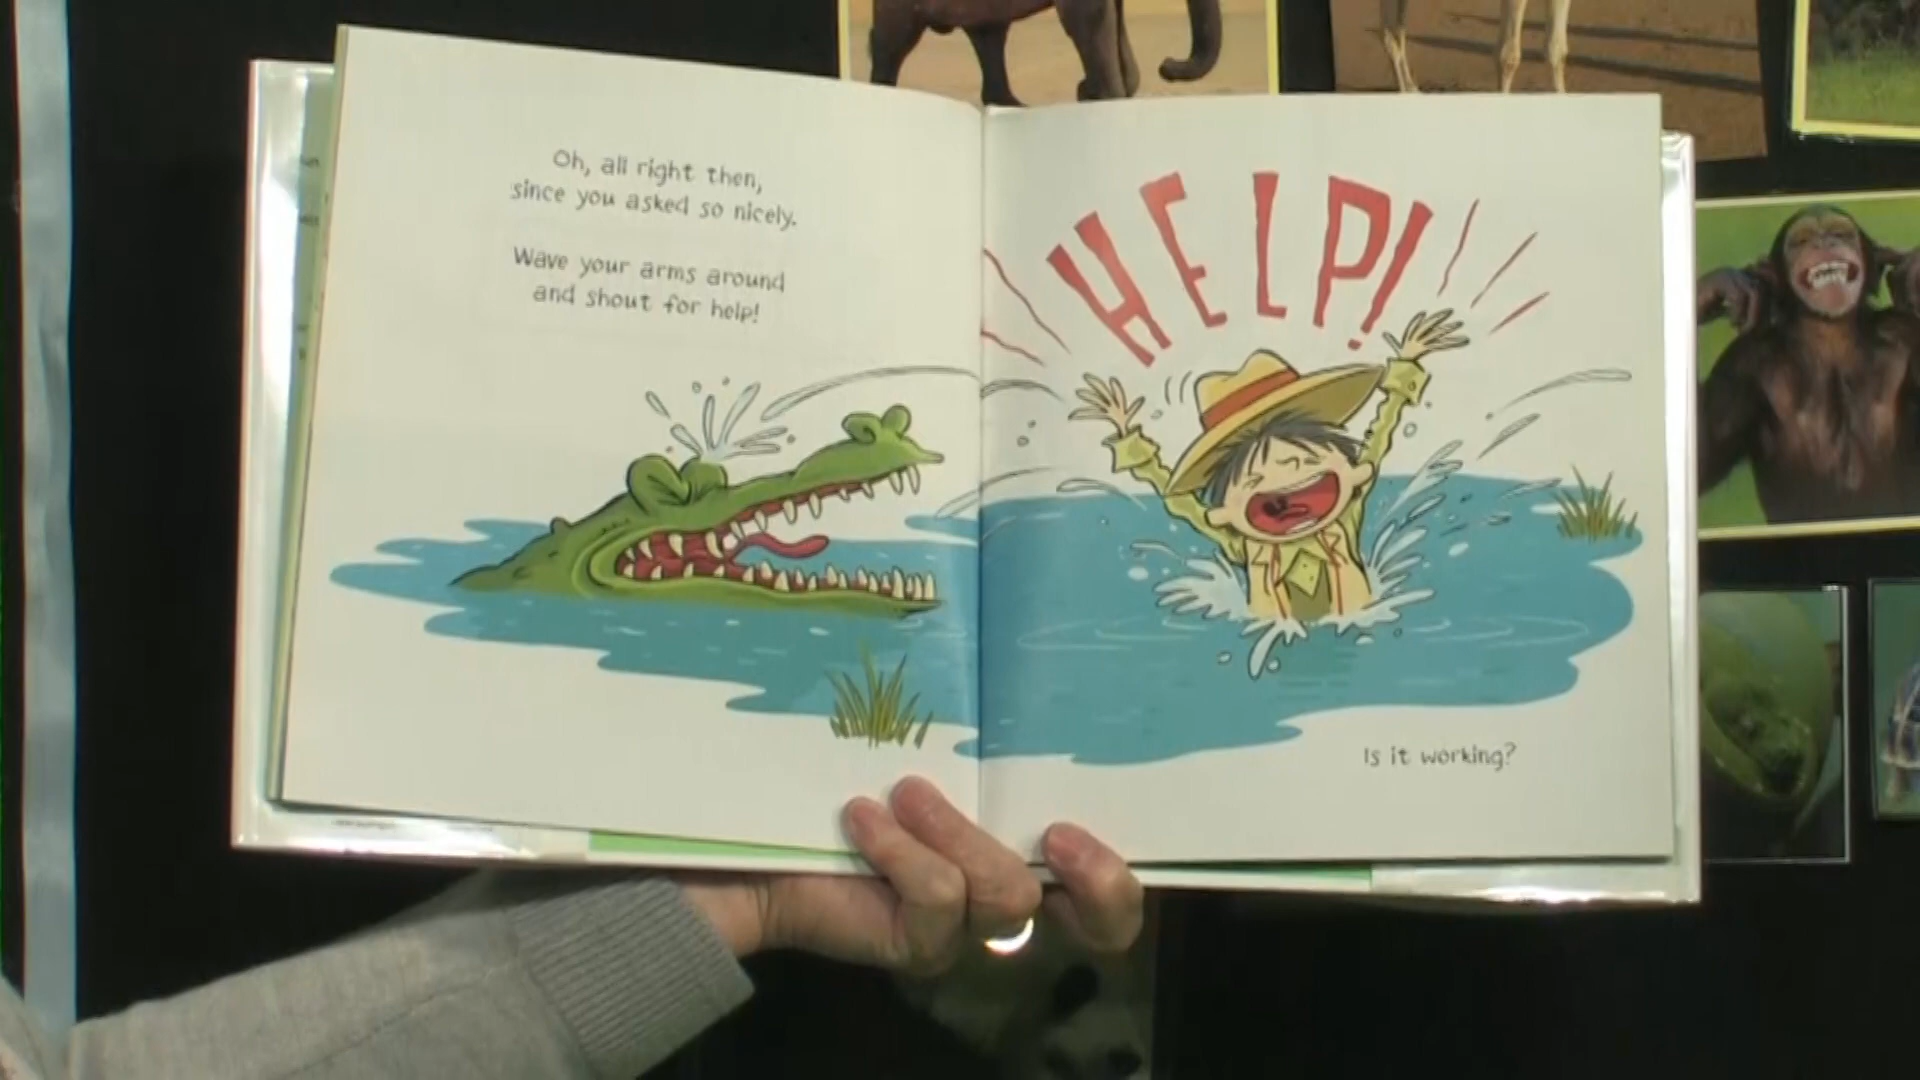 Oh, all right then,
since you asked so nicely.
Wave your arms around
and shout for help!
HELP!
Is it working?